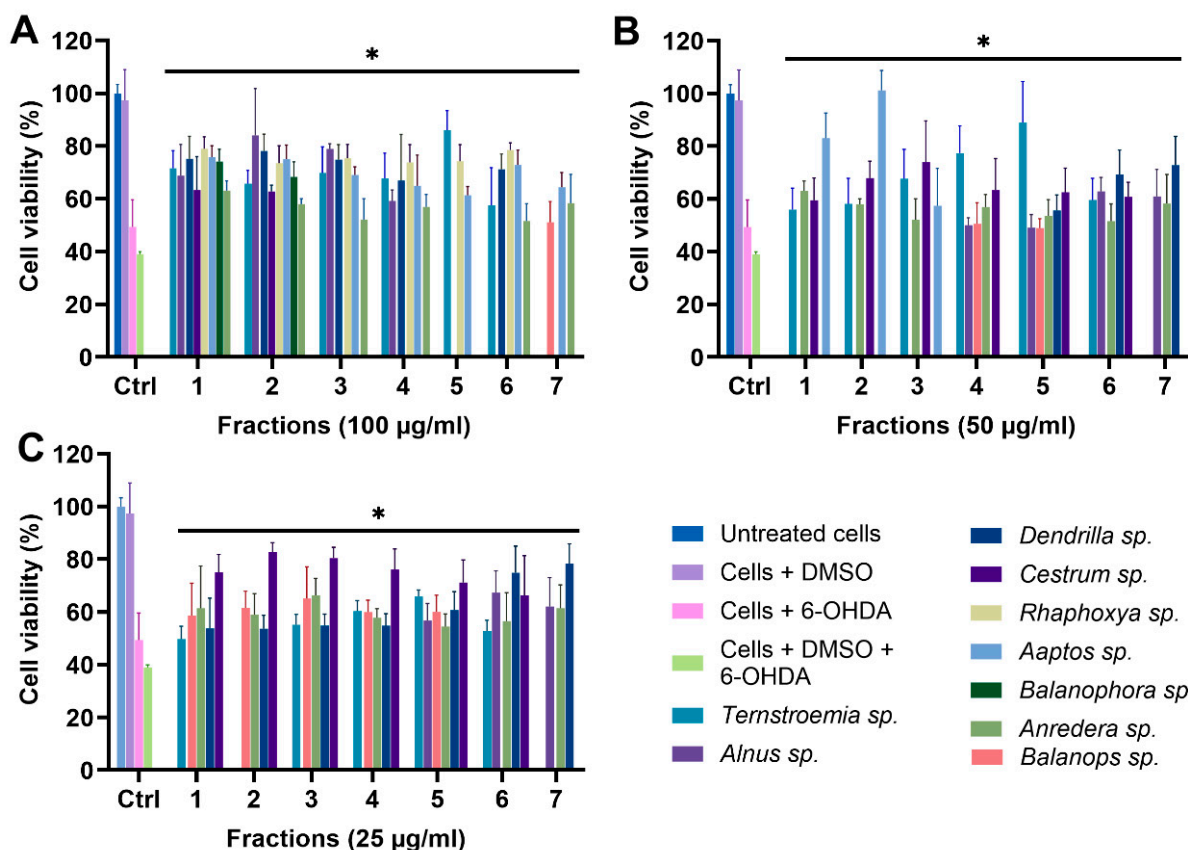 A
Cell viability (%)
120
100
80
60
40
20
0
*
Ctrl 1 2 3 4 5 6 7
Fractions (100 µg/ml)
B
Cell viability (%)
120
100
80
60
40
20
0
*
Ctrl 1 2 3 4 5 6 7
Fractions (50 µg/ml)
C
Cell viability (%)
120
100
80
60
40
20
0
*
Ctrl 1 2 3 4 5 6 7
Fractions (25 µg/ml)
Untreated cells
Cells + DMSO
Cells + 6-OHDA
Cells + DMSO +
6-OHDA
Ternstroemia sp.
Alnus sp.
Dendrilla sp.
Cestrum sp.
Rhaphoxya sp.
Aaptos sp.
Balanophora sp
Anredera sp.
Balanops sp.